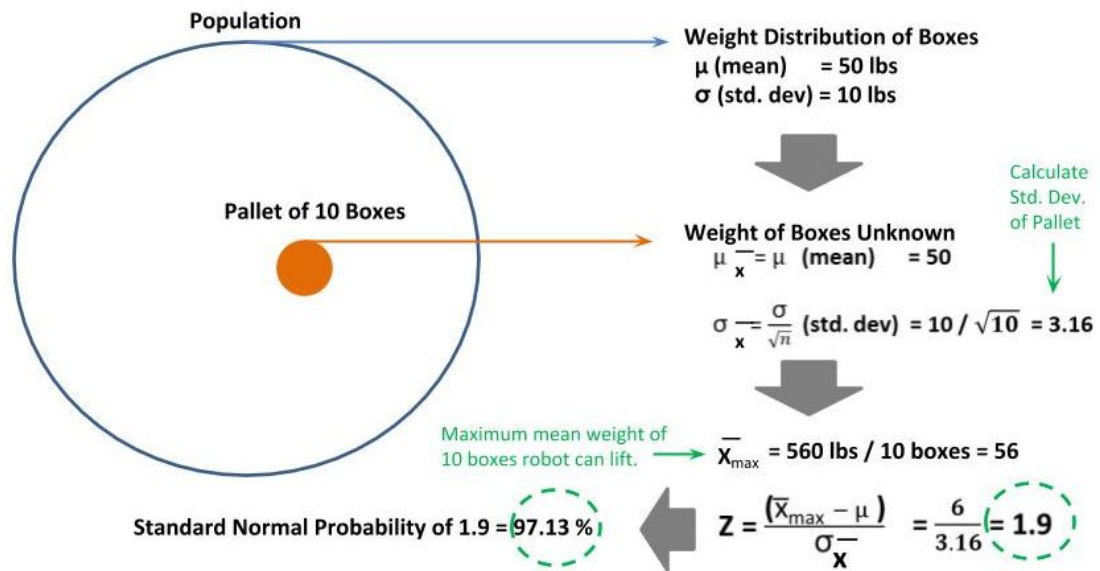 Population
Weight Distribution of Boxes
μ (mean) = 50 lbs
σ (std. dev) = 10 lbs
Calculate
Std. Dev.
of Pallet
Pallet of 10 Boxes
Weight of Boxes Unknown
μ x̄ = μ (mean) = 50
σ x̄ = σ/√n (std. dev) = 10 / √10 = 3.16
Maximum mean weight of
10 boxes robot can lift.
x̄max = 560 lbs / 10 boxes = 56
Standard Normal Probability of 1.9 = 97.13 %
Z = (x̄max − μ) / σx̄ = 6 / 3.16 = 1.9